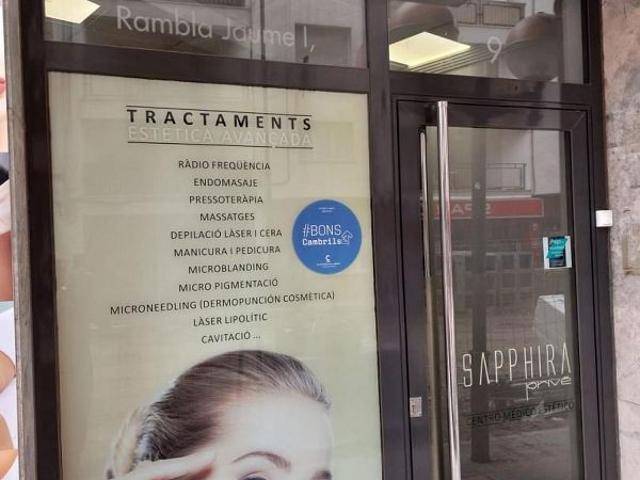 Rambla Jaume I,
9
TRACTAMENTS
ESTÈTICA AVANÇADA
RÀDIO FREQÜÈNCIA
ENDOMASAJE
PRESSOTERÀPIA
MASSATGES
DEPILACIÓ LÀSER I CERA
MANICURA I PEDICURA
MICROBLANDING
MICRO PIGMENTACIÓ
MICRONEEDLING (DERMOPUNCIÓN COSMÈTICA)
LÀSER LIPOLÍTIC
CAVITACIÓ ...
#BONS
Cambrils
SAPPHIRA
privé
CENTRO MÉDICO ESTÉTICO